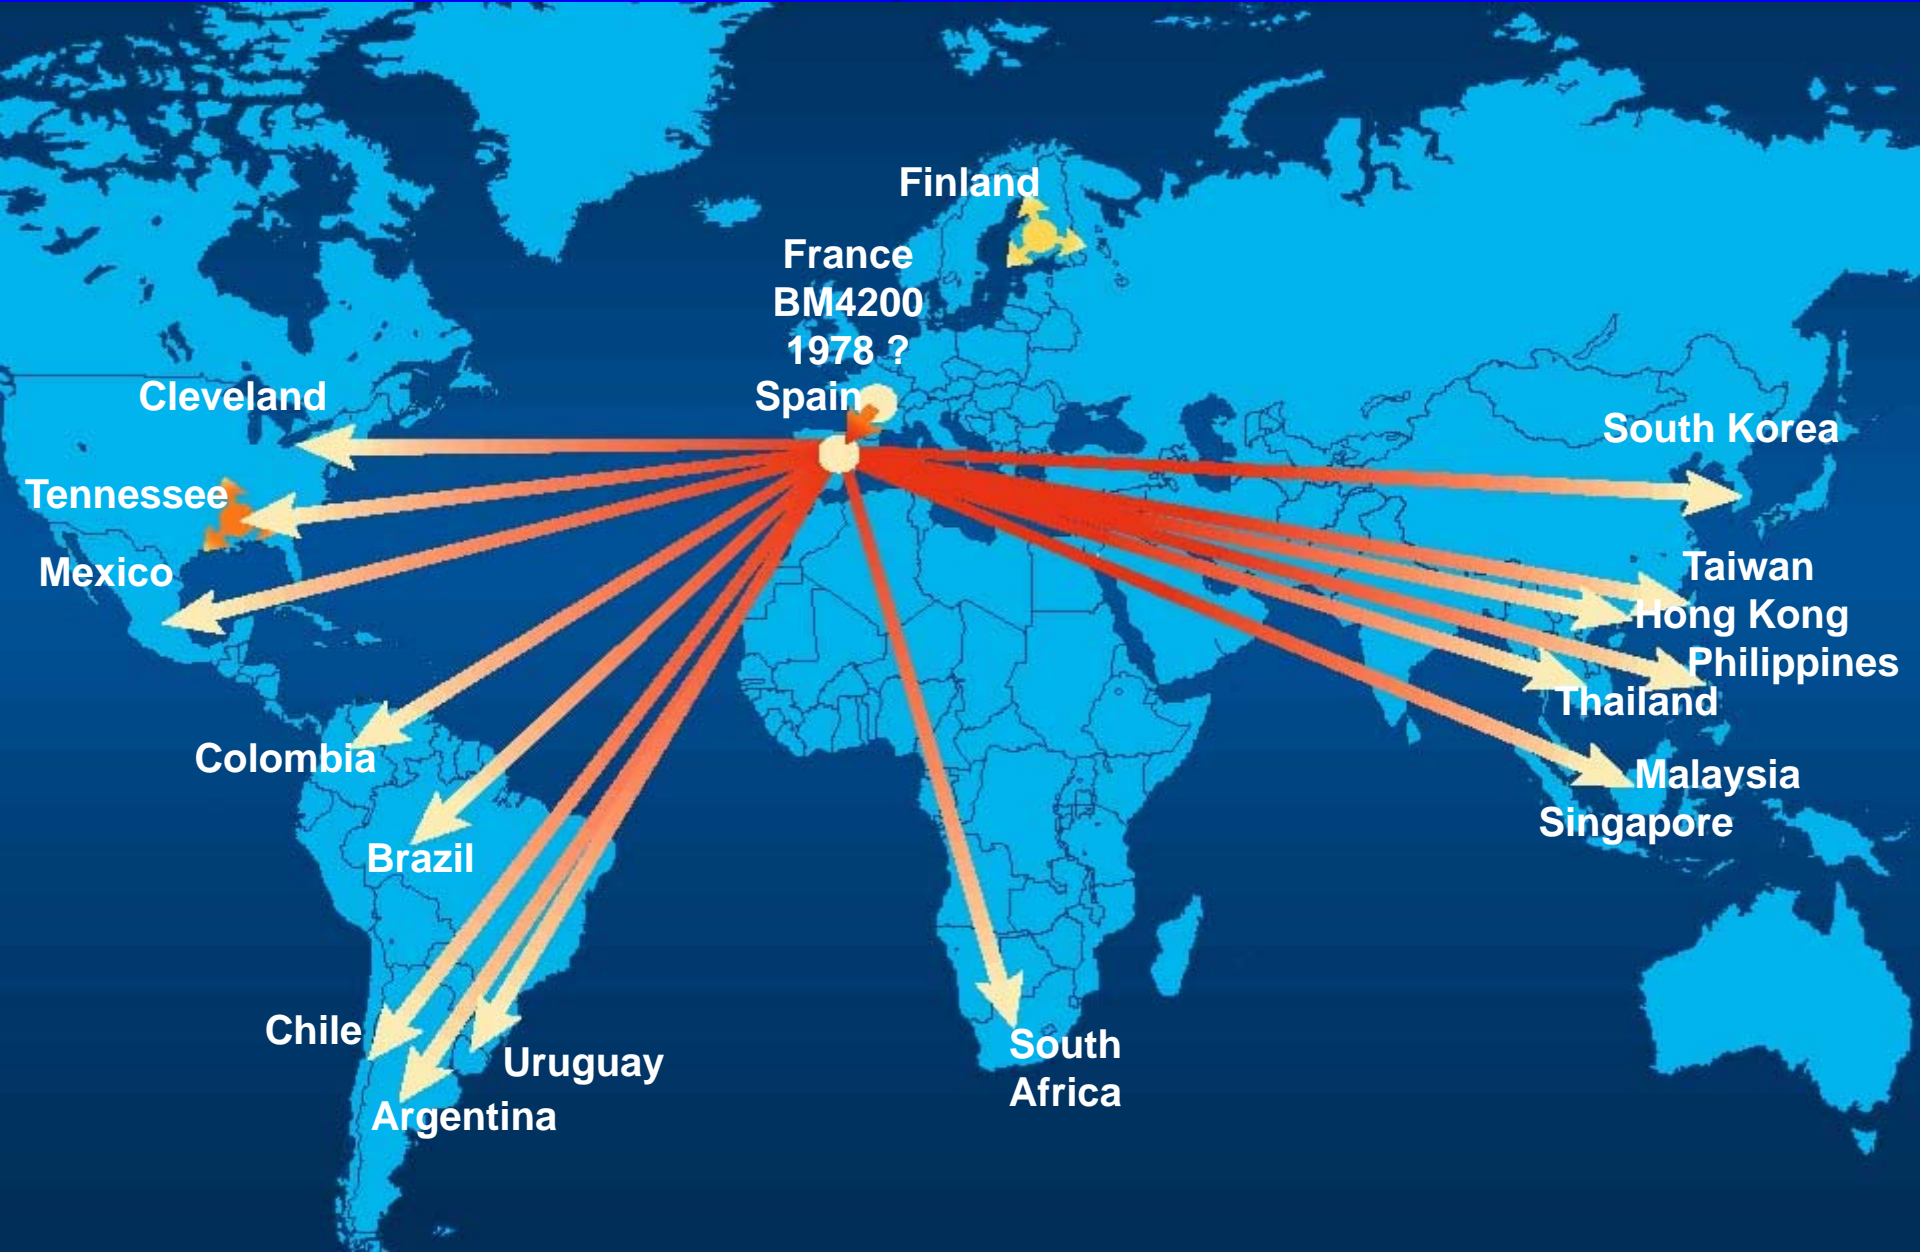 Finland
France
BM4200
1978 ?
Spain
Cleveland
South Korea
Tennessee
Mexico
Taiwan
Hong Kong
Philippines
Thailand
Colombia
Malaysia
Singapore
Brazil
Chile
Uruguay
South
Africa
Argentina